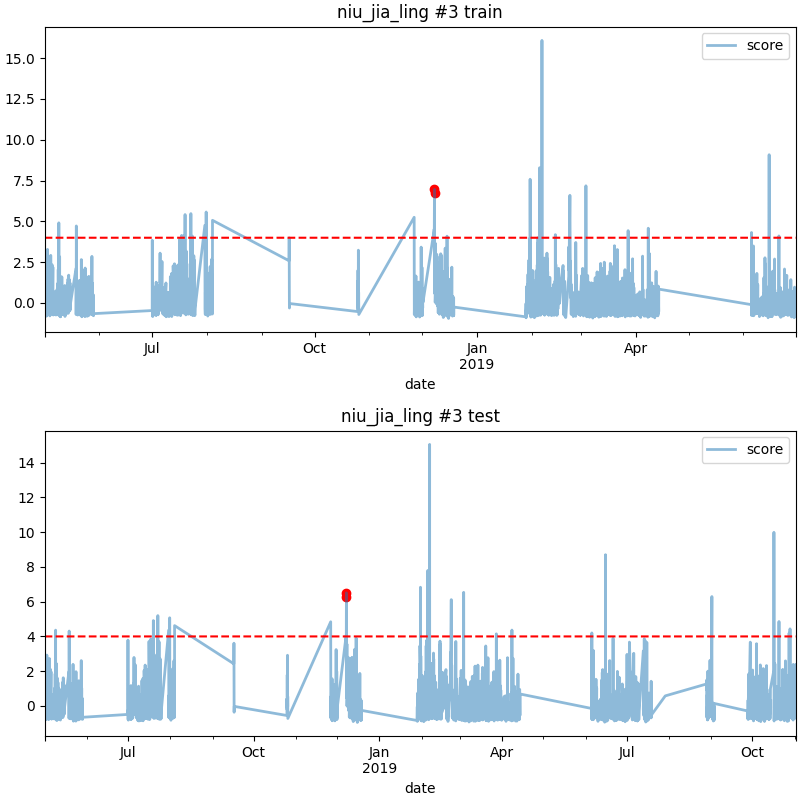 niu_jia_ling #3 train
score
15.0
12.5
10.0
7.5
5.0
2.5
0.0
Jul
Oct
Jan
2019
Apr
date
niu_jia_ling #3 test
score
14
12
10
8
6
4
2
0
Jul
Oct
Jan
2019
Apr
Jul
Oct
date